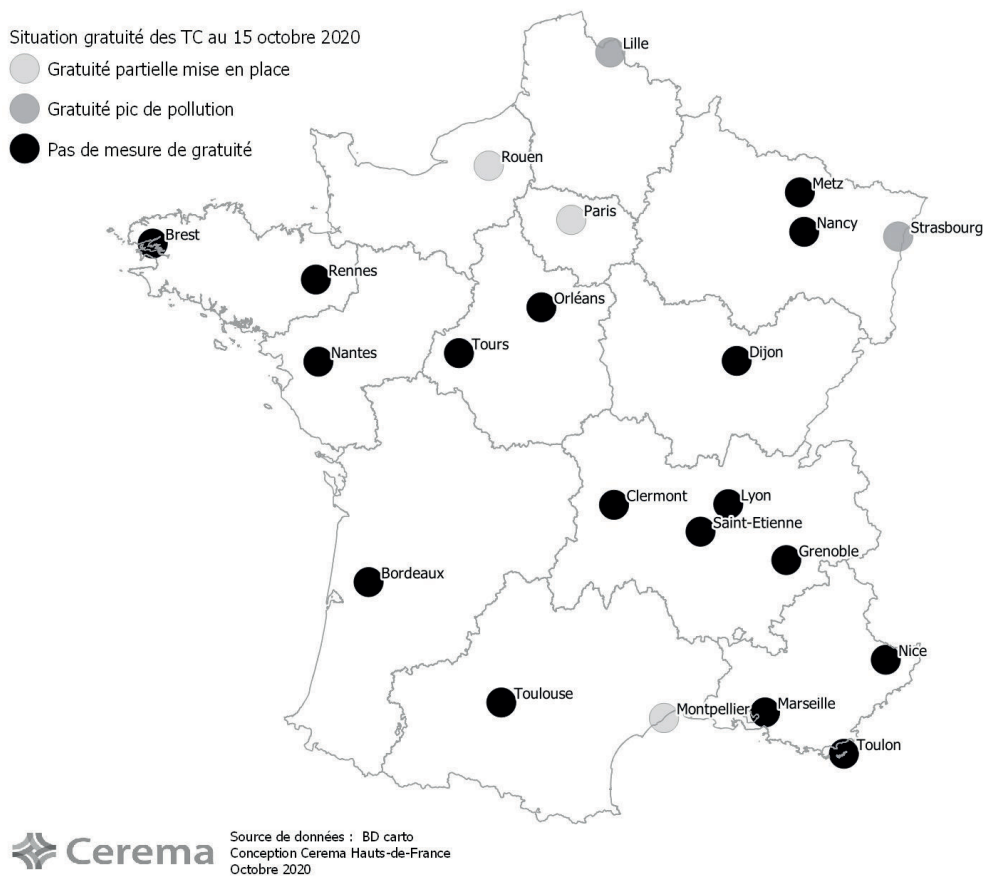 Situation gratuité des TC au 15 octobre 2020
Gratuité partielle mise en place
Gratuité pic de pollution
Pas de mesure de gratuité
Lille
Rouen
Paris
Metz
Nancy
Strasbourg
Brest
Rennes
Orléans
Nantes
Tours
Dijon
Clermont
Lyon
Saint-Etienne
Grenoble
Bordeaux
Nice
Toulouse
Montpellier
Marseille
Toulon
Cerema
Source de données : BD carto
Conception Cerema Hauts-de-France
Octobre 2020